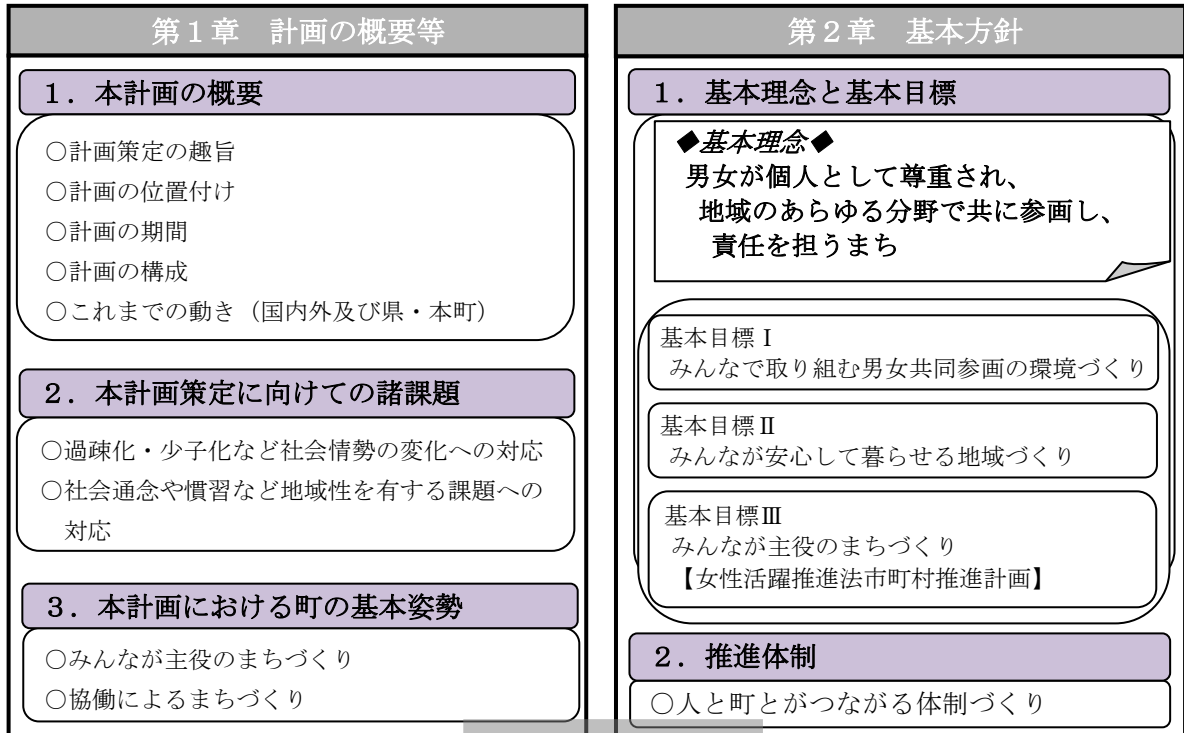 第１章　計画の概要等
１．本計画の概要
○計画策定の趣旨
○計画の位置付け
○計画の期間
○計画の構成
○これまでの動き（国内外及び県・本町）
２．本計画策定に向けての諸課題
○過疎化・少子化など社会情勢の変化への対応
○社会通念や慣習など地域性を有する課題への
対応
３．本計画における町の基本姿勢
○みんなが主役のまちづくり
○協働によるまちづくり
第２章　基本方針
１．基本理念と基本目標
◆基本理念◆
男女が個人として尊重され、
地域のあらゆる分野で共に参画し、
責任を担うまち
基本目標Ⅰ
みんなで取り組む男女共同参画の環境づくり
基本目標Ⅱ
みんなが安心して暮らせる地域づくり
基本目標Ⅲ
みんなが主役のまちづくり
【女性活躍推進法市町村推進計画】
２．推進体制
○人と町とがつながる体制づくり